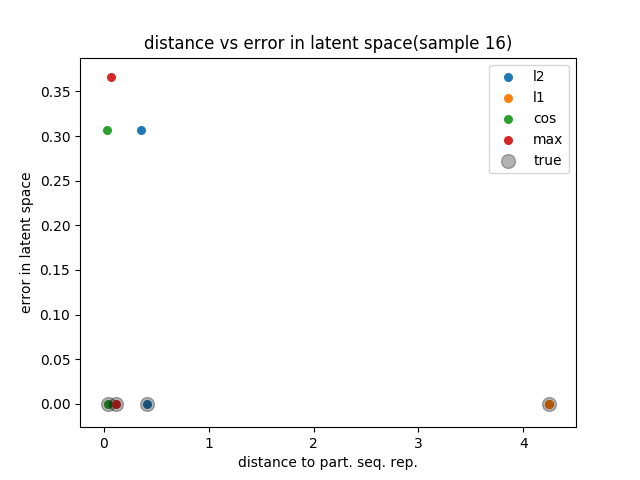 distance vs error in latent space(sample 16)
l2
l1
cos
max
true
0.35
0.30
0.25
0.20
0.15
0.10
0.05
0.00
error in latent space
0 1 2 3 4
distance to part. seq. rep.